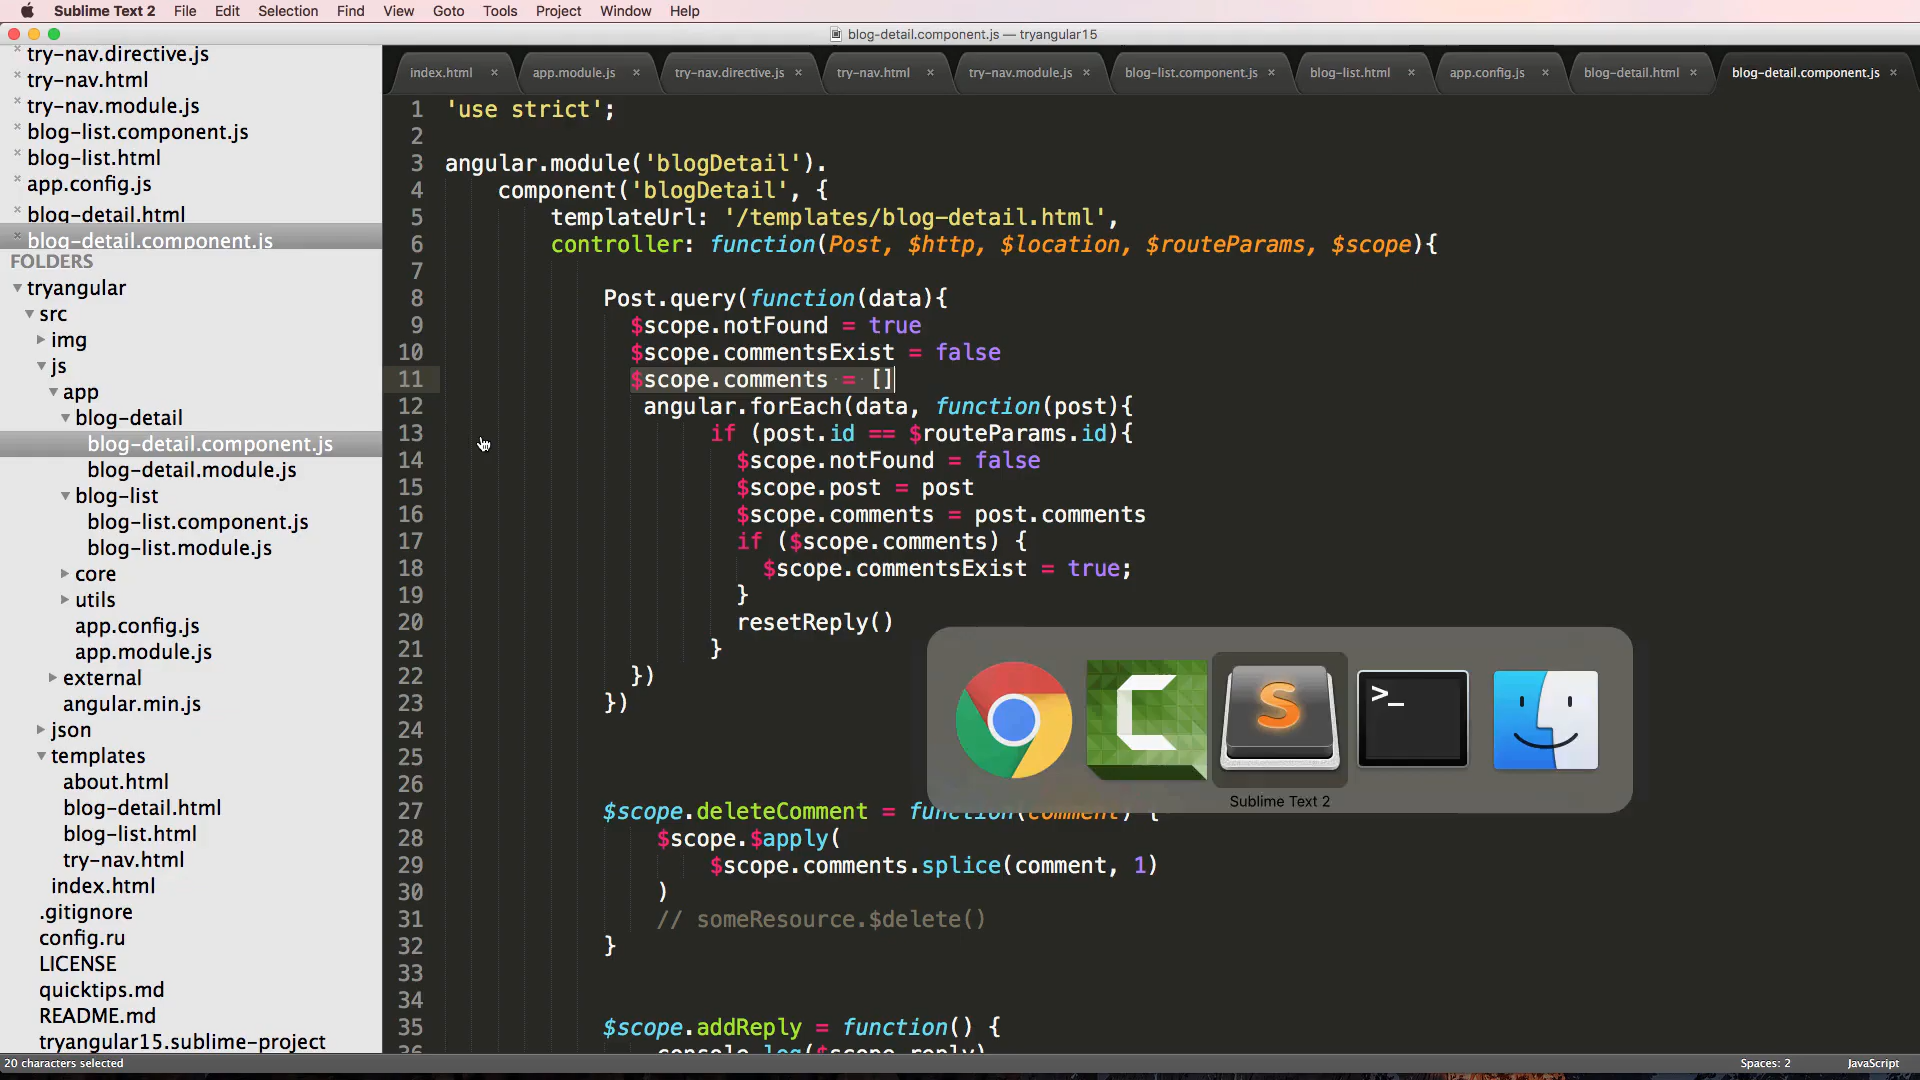 Sublime Text 2 File Edit Selection Find View Goto Tools Project Window Help
blog-detail.component.js — tryangular15
index.html × app.module.js × try-nav.directive.js × try-nav.html × try-nav.module.js × blog-list.component.js × blog-list.html × app.config.js × blog-detail.html × blog-detail.component.js ×
try-nav.directive.js
try-nav.html
try-nav.module.js
blog-list.component.js
blog-list.html
app.config.js
blog-detail.html
blog-detail.component.js
FOLDERS
tryangular
src
img
js
app
blog-detail
blog-detail.component.js
blog-detail.module.js
blog-list
blog-list.component.js
blog-list.module.js
core
utils
app.config.js
app.module.js
external
angular.min.js
json
templates
about.html
blog-detail.html
blog-list.html
try-nav.html
index.html
.gitignore
config.ru
LICENSE
quicktips.md
README.md
tryangular15.sublime-project
1 'use strict';
2
3 angular.module('blogDetail').
4 component('blogDetail', {
5 templateUrl: '/templates/blog-detail.html',
6 controller: function(Post, $http, $location, $routeParams, $scope){
7
8 Post.query(function(data){
9 $scope.notFound = true
10 $scope.commentsExist = false
11 $scope.comments = []
12 angular.forEach(data, function(post){
13 if (post.id == $routeParams.id){
14 $scope.notFound = false
15 $scope.post = post
16 $scope.comments = post.comments
17 if ($scope.comments) {
18 $scope.commentsExist = true;
19 }
20 resetReply()
21 }
22 })
23 })
24
25
26
27 $scope.deleteComment = function(comment) {
28 $scope.$apply(
29 $scope.comments.splice(comment, 1)
30 )
31 // someResource.$delete()
32 }
33
34
35 $scope.addReply = function() {
36 console.log($scope.reply)
Sublime Text 2
20 characters selected
Spaces: 2 JavaScript